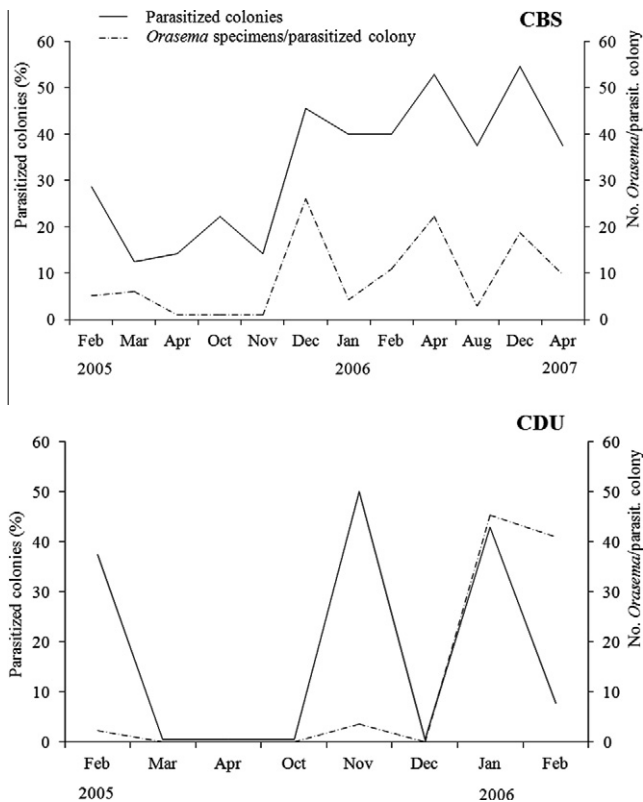 Parasitized colonies
CBS
Orasema specimens/parasitized colony
60 60
50 50
40 40
30 30
20 20
10 10
0 0
Parasitized colonies (%)
No. Orasema/parasit. colony
Feb Mar Apr Oct Nov Dec Jan Feb Apr Aug Dec Apr
2005 2006 2007
CDU
60 60
50 50
40 40
30 30
20 20
10 10
0 0
Parasitized colonies (%)
No. Orasema/parasit. colony
Feb Mar Apr Oct Nov Dec Jan Feb
2005 2006